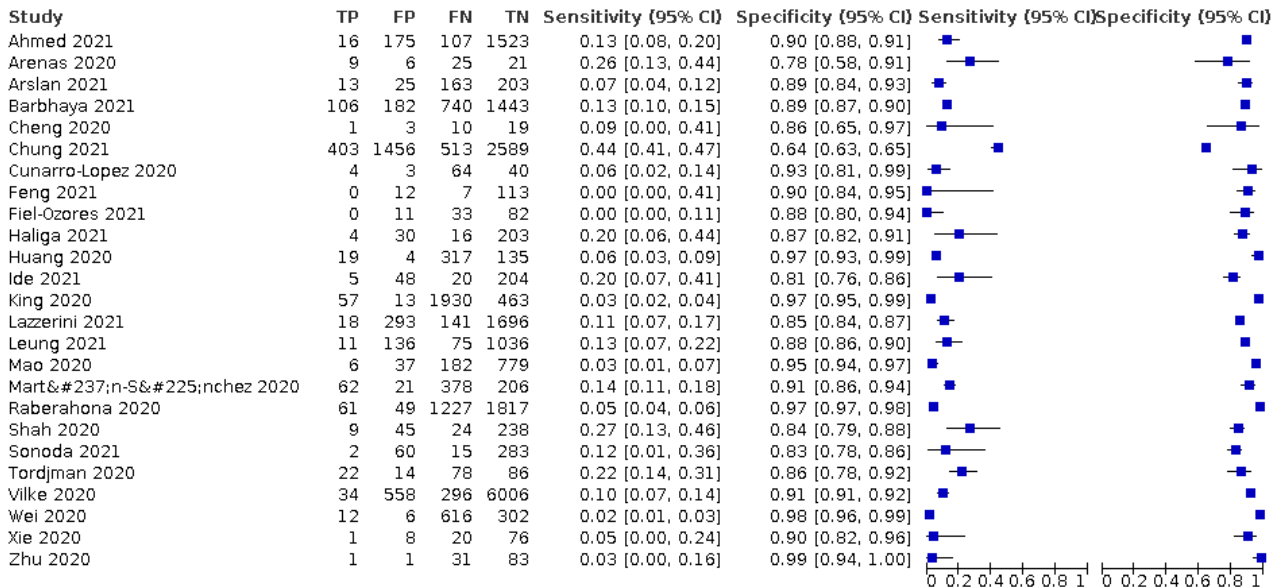 Study TP FP FN TN Sensitivity (95% CI) Specificity (95% CI) Sensitivity (95% CI) Specificity (95% CI)
Ahmed 2021 16 175 107 1523 0.13 [0.08, 0.20] 0.90 [0.88, 0.91]
Arenas 2020 9 6 25 21 0.26 [0.13, 0.44] 0.78 [0.58, 0.91]
Arslan 2021 13 25 163 203 0.07 [0.04, 0.12] 0.89 [0.84, 0.93]
Barbhaya 2021 106 182 740 1443 0.13 [0.10, 0.15] 0.89 [0.87, 0.90]
Cheng 2020 1 3 10 19 0.09 [0.00, 0.41] 0.86 [0.65, 0.97]
Chung 2021 403 1456 513 2589 0.44 [0.41, 0.47] 0.64 [0.63, 0.65]
Cunarro-Lopez 2020 4 3 64 40 0.06 [0.02, 0.14] 0.93 [0.81, 0.99]
Feng 2021 0 12 7 113 0.00 [0.00, 0.41] 0.90 [0.84, 0.95]
Fiel-Ozores 2021 0 11 33 82 0.00 [0.00, 0.11] 0.88 [0.80, 0.94]
Haliga 2021 4 30 16 203 0.20 [0.06, 0.44] 0.87 [0.82, 0.91]
Huang 2020 19 4 317 135 0.06 [0.03, 0.09] 0.97 [0.93, 0.99]
Ide 2021 5 48 20 204 0.20 [0.07, 0.41] 0.81 [0.76, 0.86]
King 2020 57 13 1930 463 0.03 [0.02, 0.04] 0.97 [0.95, 0.99]
Lazzerini 2021 18 293 141 1696 0.11 [0.07, 0.17] 0.85 [0.84, 0.87]
Leung 2021 11 136 75 1036 0.13 [0.07, 0.22] 0.88 [0.86, 0.90]
Mao 2020 6 37 182 779 0.03 [0.01, 0.07] 0.95 [0.94, 0.97]
Mart&#237;n-S&#225;nchez 2020 62 21 378 206 0.14 [0.11, 0.18] 0.91 [0.86, 0.94]
Raberahona 2020 61 49 1227 1817 0.05 [0.04, 0.06] 0.97 [0.97, 0.98]
Shah 2020 9 45 24 238 0.27 [0.13, 0.46] 0.84 [0.79, 0.88]
Sonoda 2021 2 60 15 283 0.12 [0.01, 0.36] 0.83 [0.78, 0.86]
Tordjman 2020 22 14 78 86 0.22 [0.14, 0.31] 0.86 [0.78, 0.92]
Vilke 2020 34 558 296 6006 0.10 [0.07, 0.14] 0.91 [0.91, 0.92]
Wei 2020 12 6 616 302 0.02 [0.01, 0.03] 0.98 [0.96, 0.99]
Xie 2020 1 8 20 76 0.05 [0.00, 0.24] 0.90 [0.82, 0.96]
Zhu 2020 1 1 31 83 0.03 [0.00, 0.16] 0.99 [0.94, 1.00]
0 0.2 0.4 0.6 0.8 1 0 0.2 0.4 0.6 0.8 1